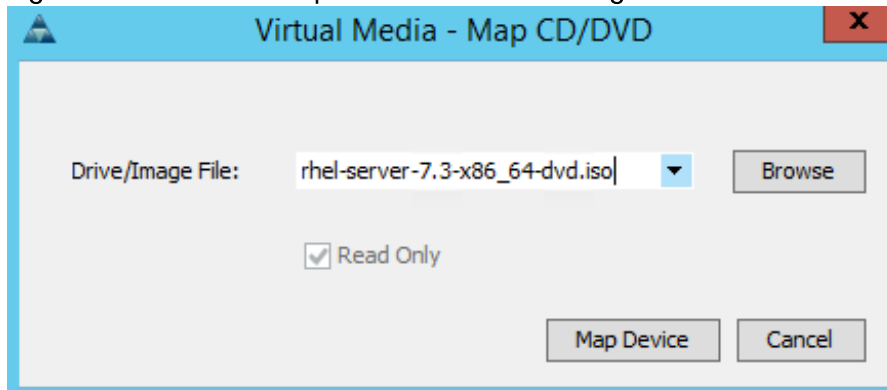 Virtual Media - Map CD/DVD
x
Drive/Image File: rhel-server-7.3-x86_64-dvd.iso Browse
Read Only
Map Device Cancel